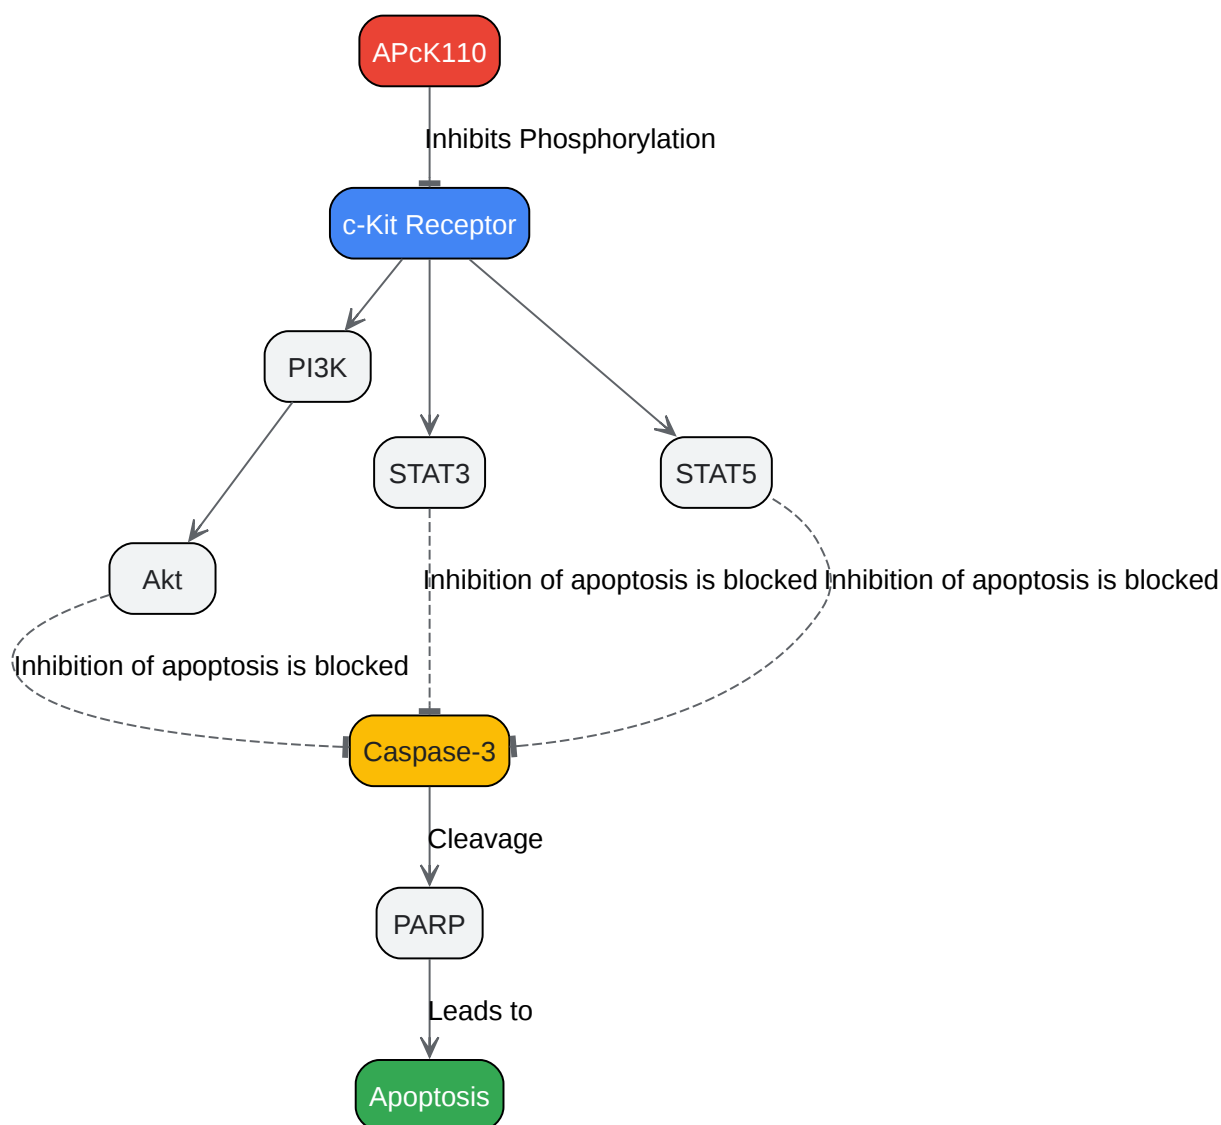 APcK110
Inhibits Phosphorylation
c-Kit Receptor
PI3K
STAT3
STAT5
Akt
Inhibition of apoptosis is blocked
Inhibition of apoptosis is blocked
Inhibition of apoptosis is blocked
Caspase-3
Cleavage
PARP
Leads to
Apoptosis